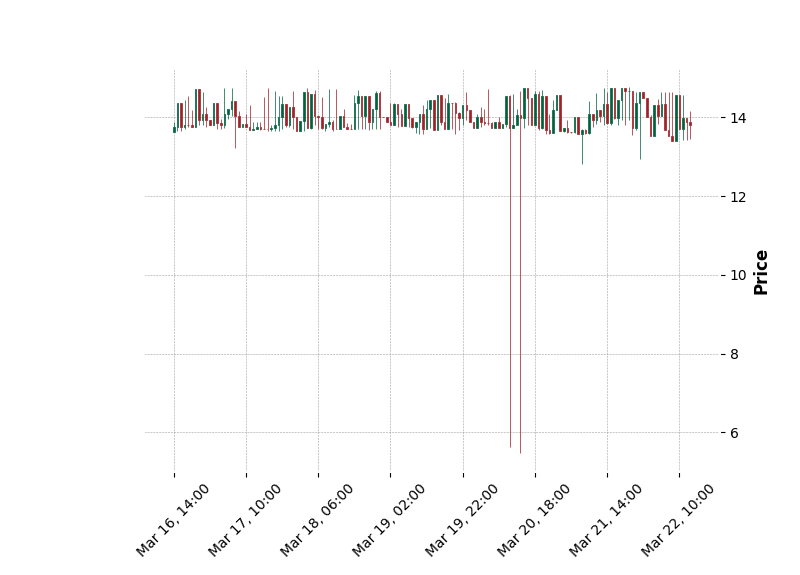 14
12
10
8
6
Price
Mar 16, 14:00
Mar 17, 10:00
Mar 18, 06:00
Mar 19, 02:00
Mar 19, 22:00
Mar 20, 18:00
Mar 21, 14:00
Mar 22, 10:00